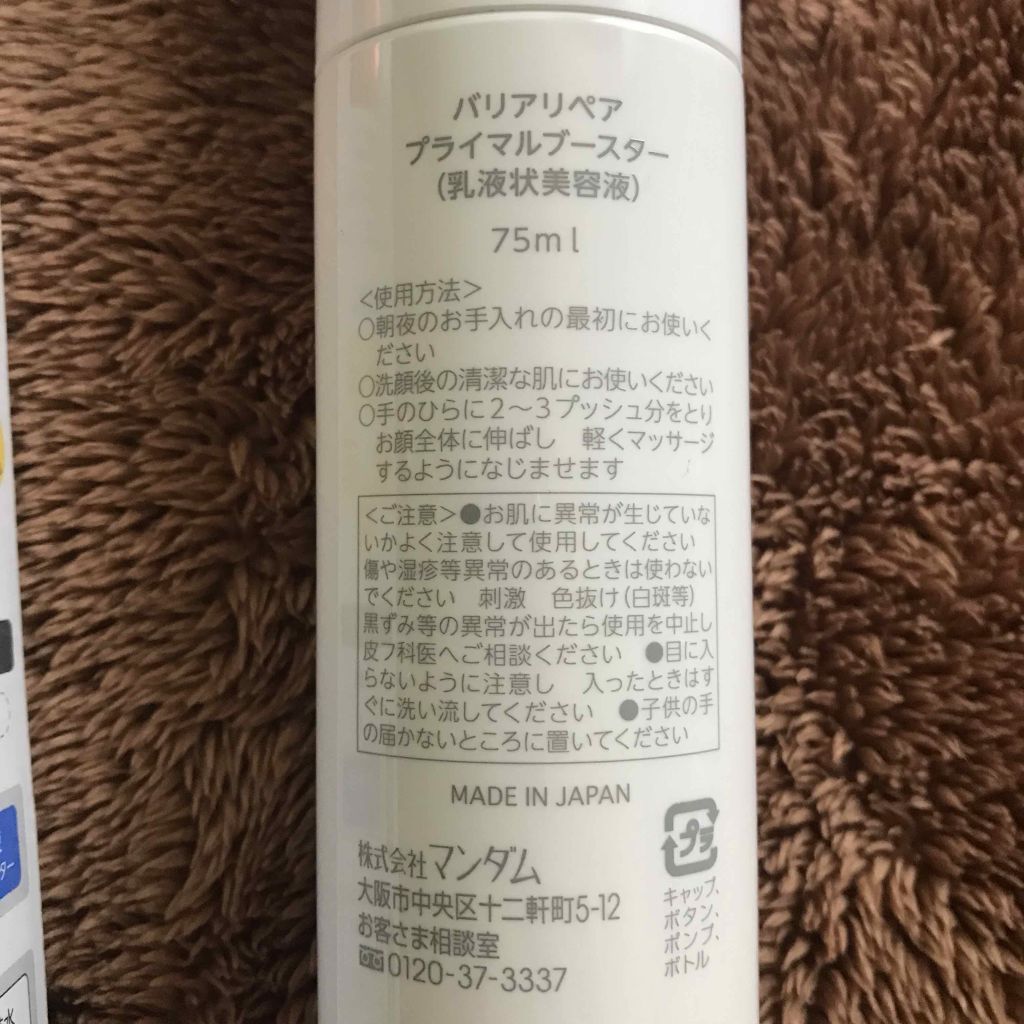 バリアリペア
プライマルブースター
(乳液状美容液)
75ml
<使用方法>
○朝夜のお手入れの最初にお使いく
ださい
○洗顔後の清潔な肌にお使いください
○手のひらに2～3プッシュ分をとり
お顔全体に伸ばし 軽くマッサージ
するようになじませます
<ご注意>●お肌に異常が生じていな
いかよく注意して使用してください
傷や湿疹等異常のあるときは使わない
でください 刺激 色抜け(白斑等)
黒ずみ等の異常が出たら使用を中止し
皮フ科医へご相談ください ●目に入
らないように注意し 入ったときはす
ぐに洗い流してください ●子供の手
の届かないところに置いてください
MADE IN JAPAN
プラ
キャップ、
ボタン、
ポンプ、
ボトル
株式会社マンダム
大阪市中央区十二軒町5-12
お客さま相談室
0120-37-3337
ター
水